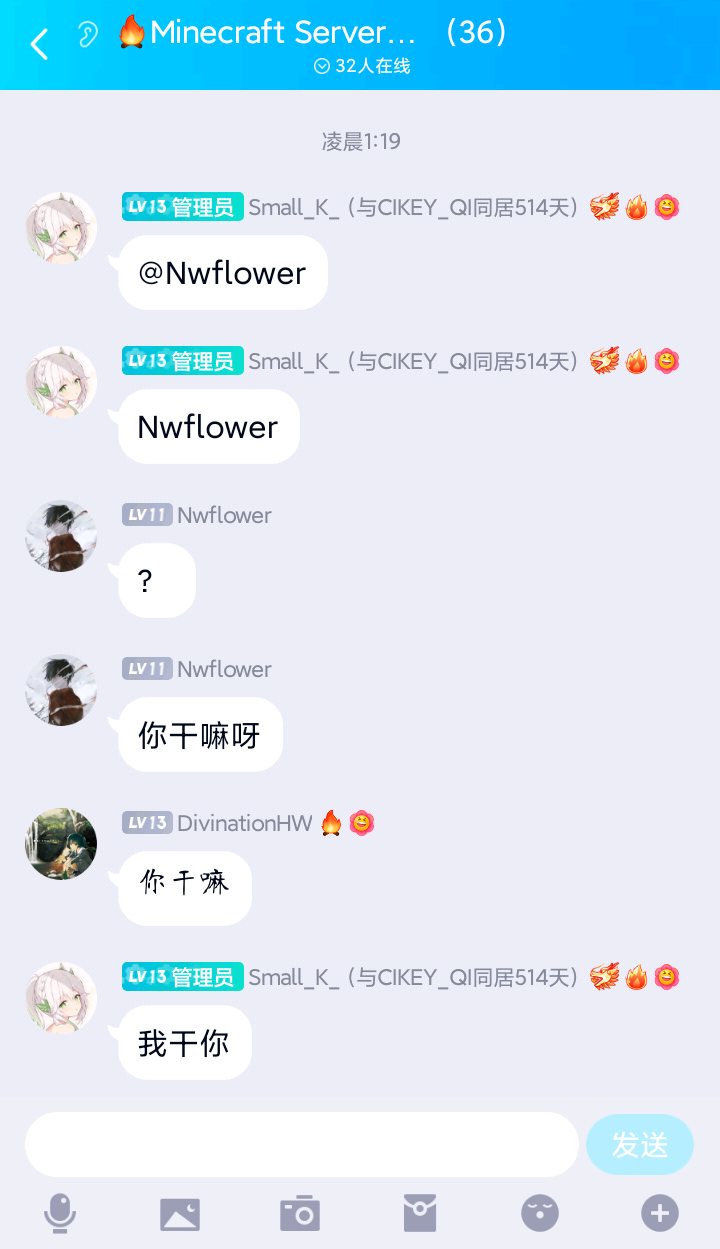 🔥Minecraft Server... （36）
32人在线
凌晨1:19
LV13 管理员 Small_K_（与CIKEY_QI同居514天）
@Nwflower
LV13 管理员 Small_K_（与CIKEY_QI同居514天）
Nwflower
LV11 Nwflower
?
LV11 Nwflower
你干嘛呀
LV13 DivinationHW
你干嘛
LV13 管理员 Small_K_（与CIKEY_QI同居514天）
我干你
发送